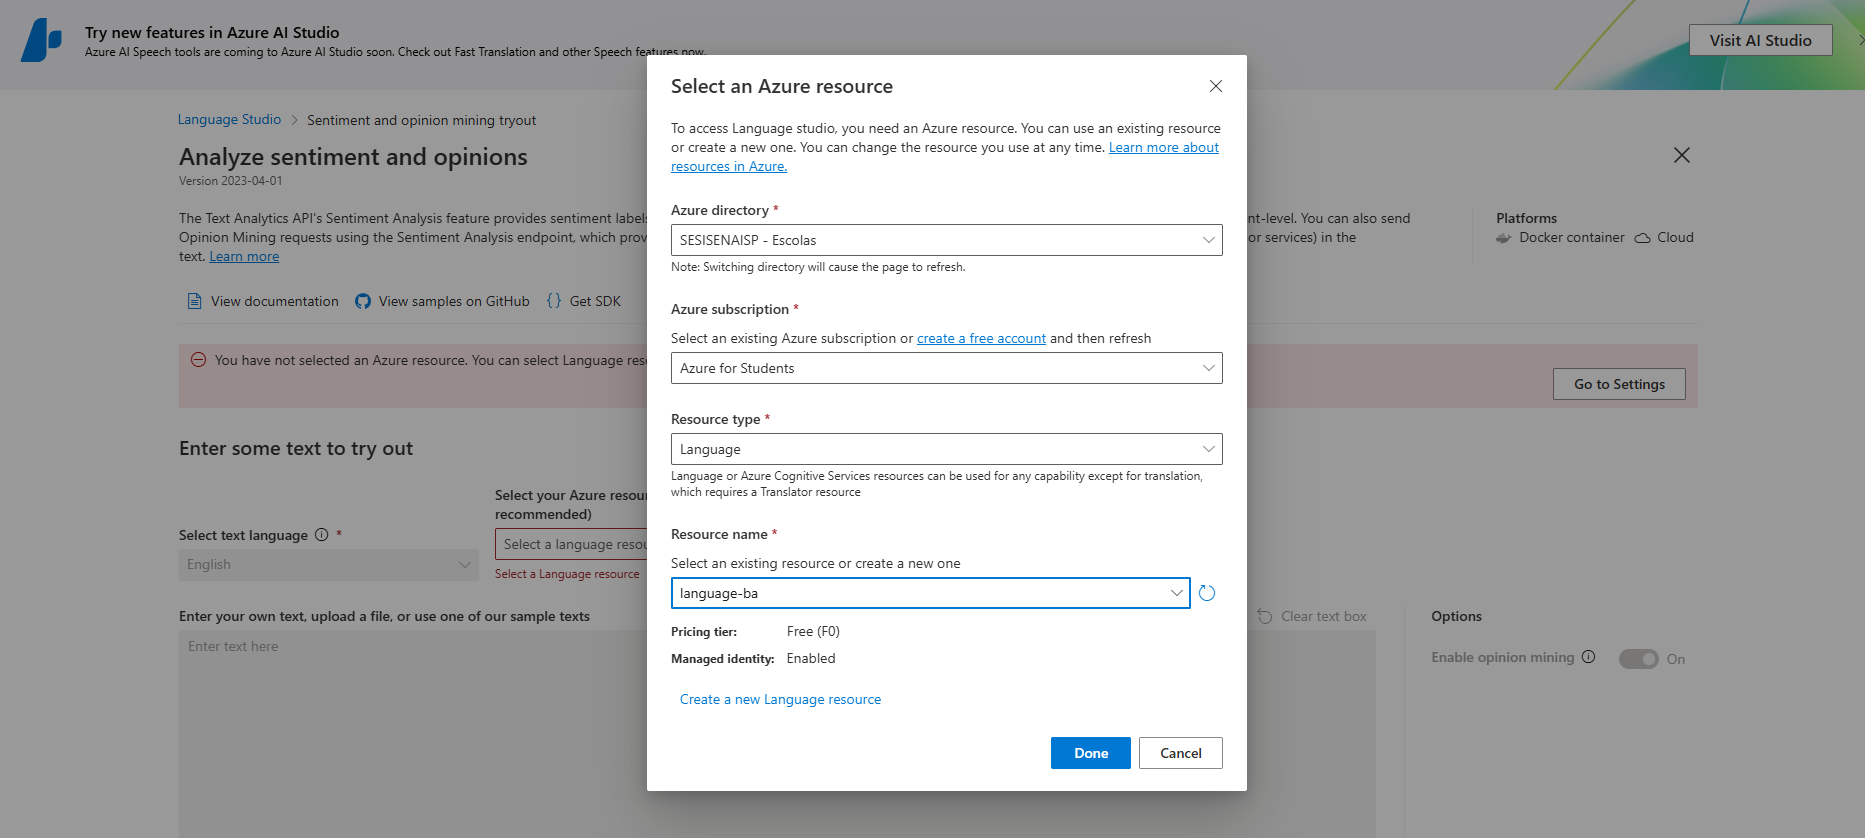 Try new features in Azure AI Studio
Azure AI Speech tools are coming to Azure AI Studio soon. Check out Fast Translation and other Speech features now.
Visit AI Studio
Language Studio > Sentiment and opinion mining tryout
Analyze sentiment and opinions
Version 2023-04-01
The Text Analytics API's Sentiment Analysis feature provides sentiment labels
nt-level. You can also send
Opinion Mining requests using the Sentiment Analysis endpoint, which prov
or services) in the
text. Learn more
Platforms
Docker container Cloud
View documentation View samples on GitHub {} Get SDK
You have not selected an Azure resource. You can select Language reso
Go to Settings
Enter some text to try out
Select your Azure resour
recommended)
Select text language *
English
Select a language resou
Select a Language resource
Enter your own text, upload a file, or use one of our sample texts
Clear text box
Enter text here
Options
Enable opinion mining On
Select an Azure resource
To access Language studio, you need an Azure resource. You can use an existing resource
or create a new one. You can change the resource you use at any time. Learn more about
resources in Azure.
Azure directory *
SESISENAISP - Escolas
Note: Switching directory will cause the page to refresh.
Azure subscription *
Select an existing Azure subscription or create a free account and then refresh
Azure for Students
Resource type *
Language
Language or Azure Cognitive Services resources can be used for any capability except for translation,
which requires a Translator resource
Resource name *
Select an existing resource or create a new one
language-ba
Pricing tier: Free (F0)
Managed identity: Enabled
Create a new Language resource
Done Cancel